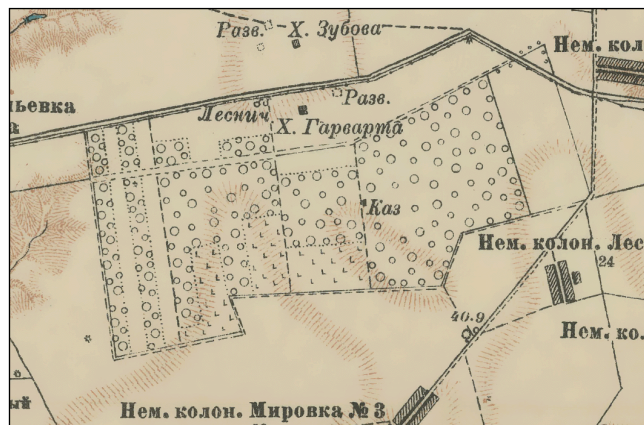 Разв.
Х. Зубова
Нем. кол
ьевка
Леснич
Разв.
Х. Гарварта
Каз
Нем. колон. Лес
24
40.9
Нем. ко.
ый
Нем. колон. Мировка № 3